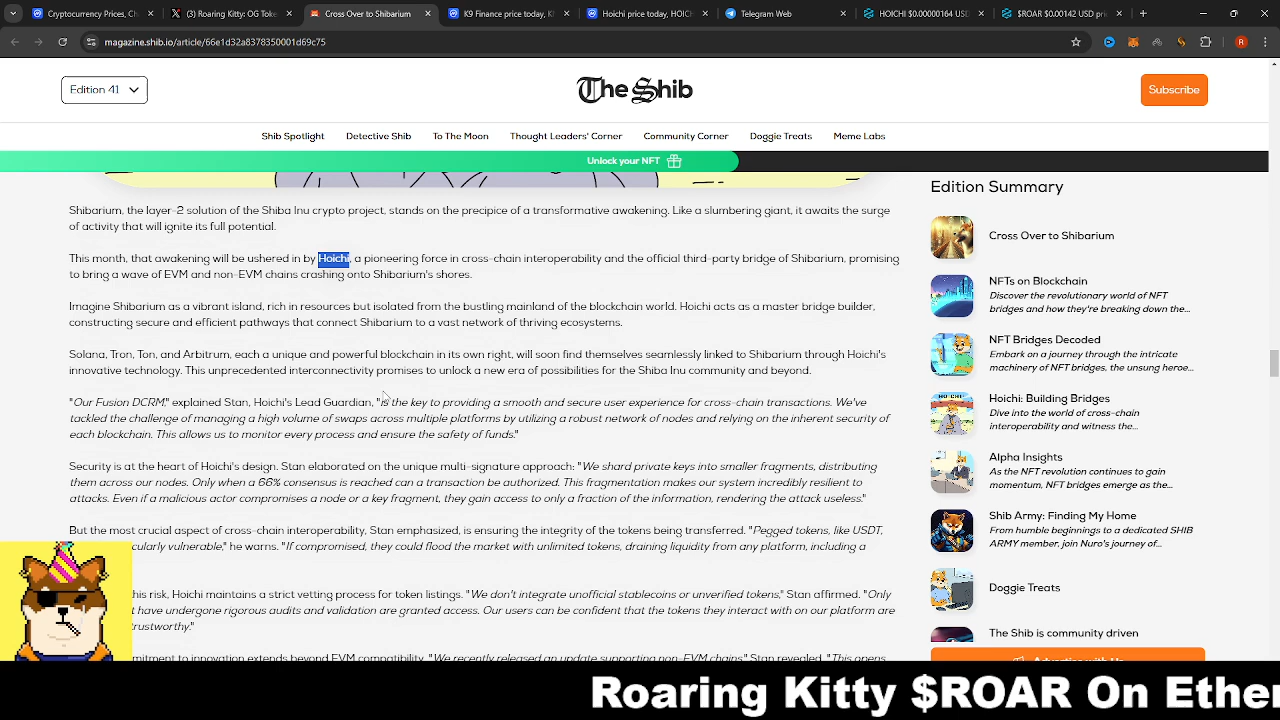 Cryptocurrency Prices, Ch
(3) Roaring Kitty: OG Token
Cross Over to Shibarium
K9 Finance price today, K
Hoichi price today, HOIC
Telegram Web
HOICHI $0.00000164 USD
$ROAR $0.00142 USD pri
magazine.shib.io/article/66e1d32a8378350001d69c75
R
Edition 41
The Shib
Subscribe
Shib Spotlight
Detective Shib
To The Moon
Thought Leaders' Corner
Community Corner
Doggie Treats
Meme Labs
Unlock your NFT
Shibarium, the layer-2 solution of the Shiba Inu crypto project, stands on the precipice of a transformative awakening. Like a slumbering giant, it awaits the surge
of activity that will ignite its full potential.
This month, that awakening will be ushered in by Hoichi, a pioneering force in cross-chain interoperability and the official third-party bridge of Shibarium, promising
to bring a wave of EVM and non-EVM chains crashing onto Shibarium's shores.
Imagine Shibarium as a vibrant island, rich in resources but isolated from the bustling mainland of the blockchain world. Hoichi acts as a master bridge builder,
constructing secure and efficient pathways that connect Shibarium to a vast network of thriving ecosystems.
Solana, Tron, Ton, and Arbitrum, each a unique and powerful blockchain in its own right, will soon find themselves seamlessly linked to Shibarium through Hoichi's
innovative technology. This unprecedented interconnectivity promises to unlock a new era of possibilities for the Shiba Inu community and beyond.
"Our Fusion DCRM," explained Stan, Hoichi's Lead Guardian, "is the key to providing a smooth and secure user experience for cross-chain transactions. We've
tackled the challenge of managing a high volume of swaps across multiple platforms by utilizing a robust network of nodes and relying on the inherent security of
each blockchain. This allows us to monitor every process and ensure the safety of funds."
Security is at the heart of Hoichi's design. Stan elaborated on the unique multi-signature approach: "We shard private keys into smaller fragments, distributing
them across our nodes. Only when a 66% consensus is reached can a transaction be authorized. This fragmentation makes our system incredibly resilient to
attacks. Even if a malicious actor compromises a node or a key fragment, they gain access to only a fraction of the information, rendering the attack useless."
But the most crucial aspect of cross-chain interoperability, Stan emphasized, is ensuring the integrity of the tokens being transferred. "Pegged tokens, like USDT,
cularly vulnerable," he warns. "If compromised, they could flood the market with unlimited tokens, draining liquidity from any platform, including a
his risk, Hoichi maintains a strict vetting process for token listings. "We don't integrate unofficial stablecoins or unverified tokens," Stan affirmed. "Only
t have undergone rigorous audits and validation are granted access. Our users can be confident that the tokens they interact with on our platform are
ustworthy."
mitment to innovation extends beyond EVM compatibility. "We recently released an update supporting non-EVM chains," Stan revealed. "This opens
Edition Summary
Cross Over to Shibarium
NFTs on Blockchain
Discover the revolutionary world of NFT
bridges and how they're breaking down the...
NFT Bridges Decoded
Embark on a journey through the intricate
machinery of NFT bridges, the unsung heroe...
Hoichi: Building Bridges
Dive into the world of cross-chain
interoperability and witness the...
Alpha Insights
As the NFT revolution continues to gain
momentum, NFT bridges emerge as the...
Shib Army: Finding My Home
From humble beginnings to a dedicated SHIB
ARMY member, join Nuro's journey of...
Doggie Treats
The Shib is community driven
Advertise with Us
Roaring Kitty $ROAR On Ether